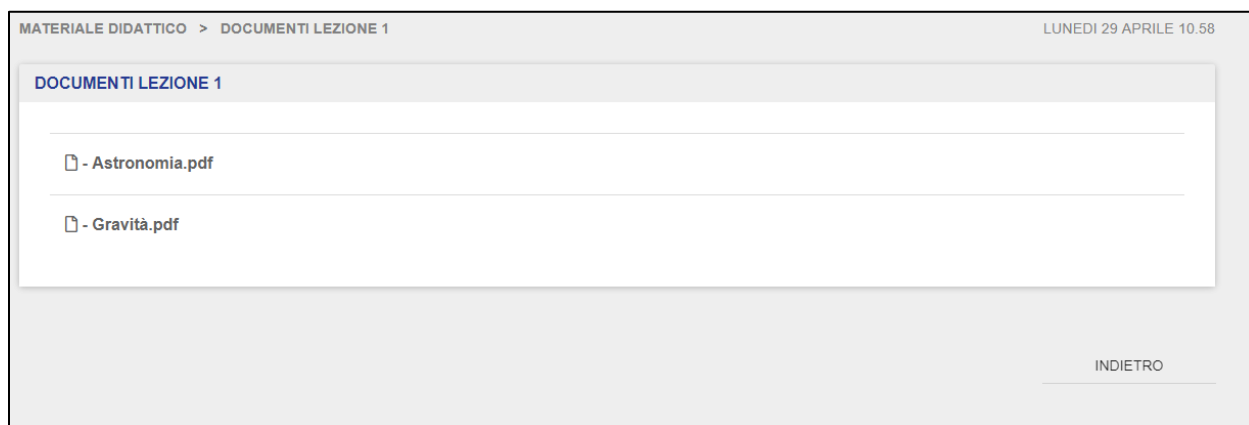 MATERIALE DIDATTICO > DOCUMENTI LEZIONE 1
LUNEDI 29 APRILE 10.58
DOCUMENTI LEZIONE 1
- Astronomia.pdf
- Gravità.pdf
INDIETRO